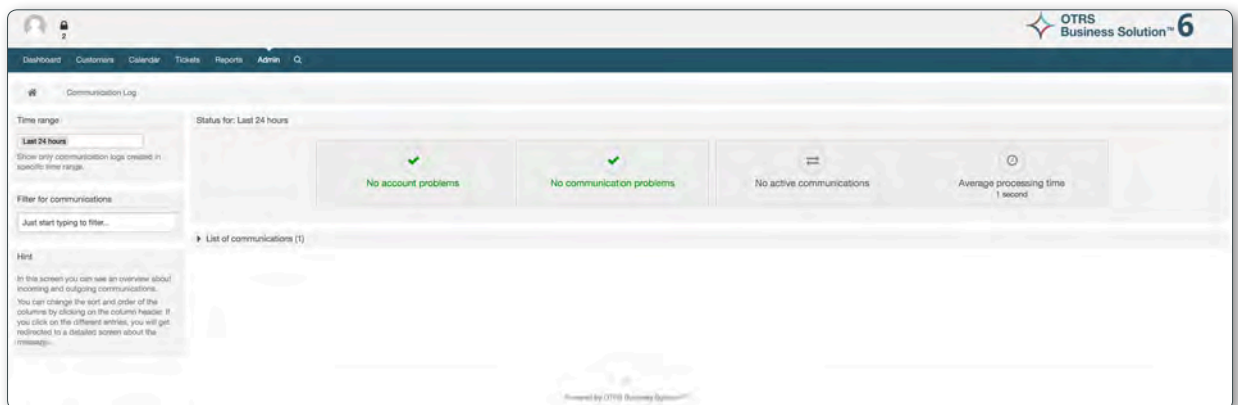 2
OTRS
Business Solution™ 6
Dashboard Customers Calendar Tickets Reports Admin
Communication Log
Time range
Last 24 hours
Show only communication logs created in
specific time range.
Filter for communications
Just start typing to filter...
Hint
In this screen you can see an overview about
incoming and outgoing communications.
You can change the sort and order of the
columns by clicking on the column header. If
you click on the different entries, you will get
redirected to a detailed screen about the
message.
Status for: Last 24 hours
No account problems
No communication problems
No active communications
Average processing time
1 second
List of communications (1)
Powered by OTRS Business Solution™